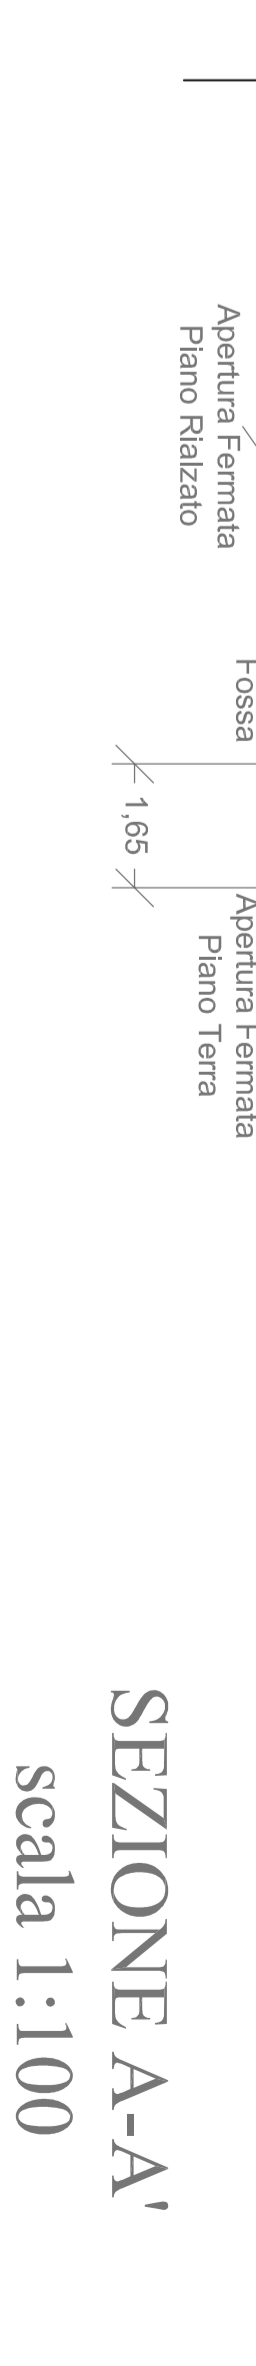 Apertura Fermata
Piano Rialzato
Fossa
1,65
Apertura Fermata
Piano Terra
SEZIONE A-A'
scala 1:100